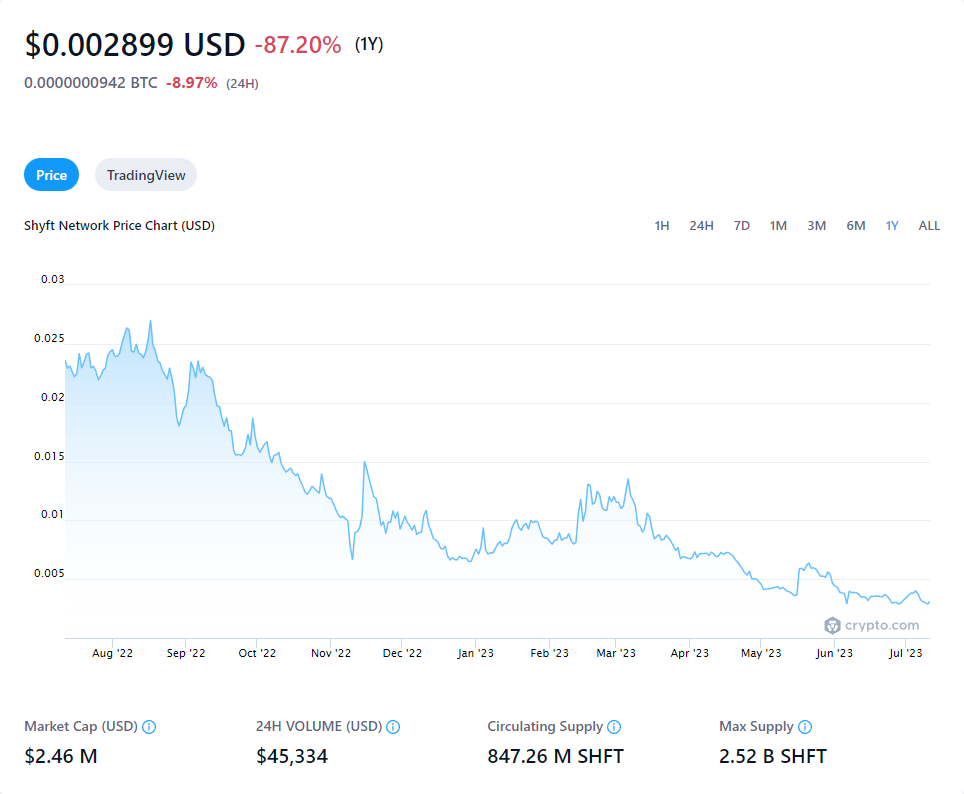 $0.002899 USD -87.20% (1Y)
0.0000000942 BTC -8.97% (24H)
Price TradingView
Shyft Network Price Chart (USD) 1H 24H 7D 1M 3M 6M 1Y ALL
0.03
0.025
0.02
0.015
0.01
0.005
crypto.com
Aug '22 Sep '22 Oct '22 Nov '22 Dec '22 Jan '23 Feb '23 Mar '23 Apr '23 May '23 Jun '23 Jul '23
Market Cap (USD) 24H VOLUME (USD) Circulating Supply Max Supply
$2.46 M $45,334 847.26 M SHFT 2.52 B SHFT